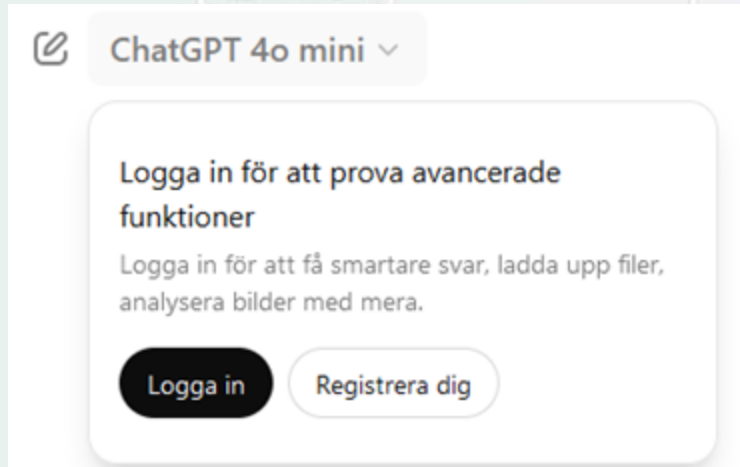 ChatGPT 4o mini
Logga in för att prova avancerade
funktioner
Logga in för att få smartare svar, ladda upp filer,
analysera bilder med mera.
Logga in
Registrera dig